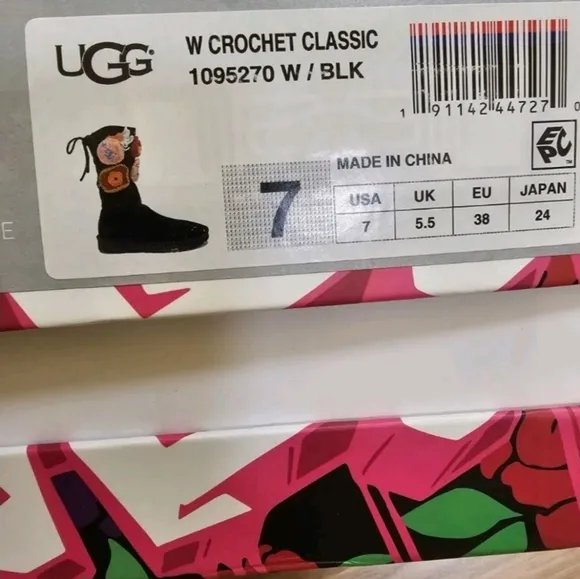 UGG
W CROCHET CLASSIC
1095270 W / BLK
1 91142 44727 0
EPC
7
MADE IN CHINA
USA UK EU JAPAN
7 5.5 38 24
E